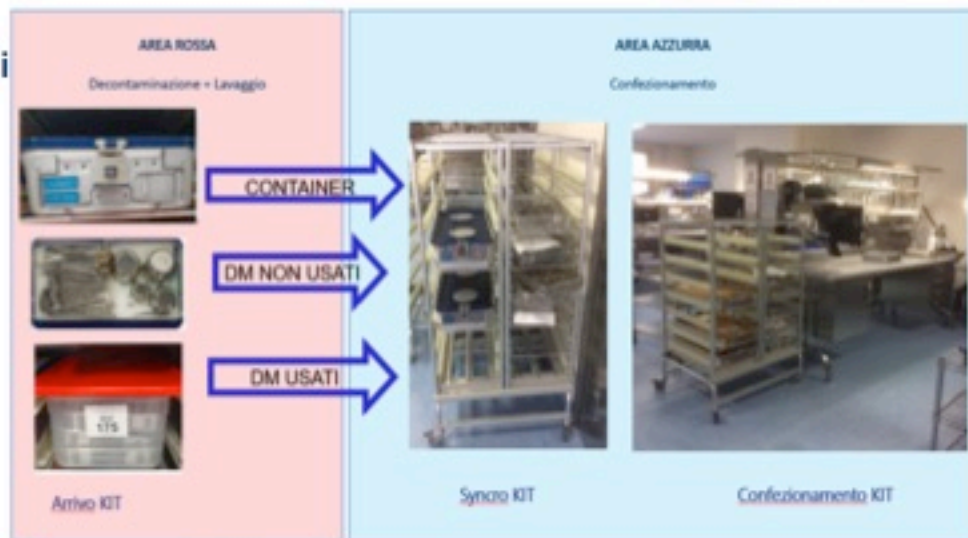 i
AREA ROSSA
Decontaminazione + Lavaggio
CONTAINER
DM NON USATI
DM USATI
175
Arrivo KIT
AREA AZZURRA
Confezionamento
Syncro KIT
Confezionamento KIT